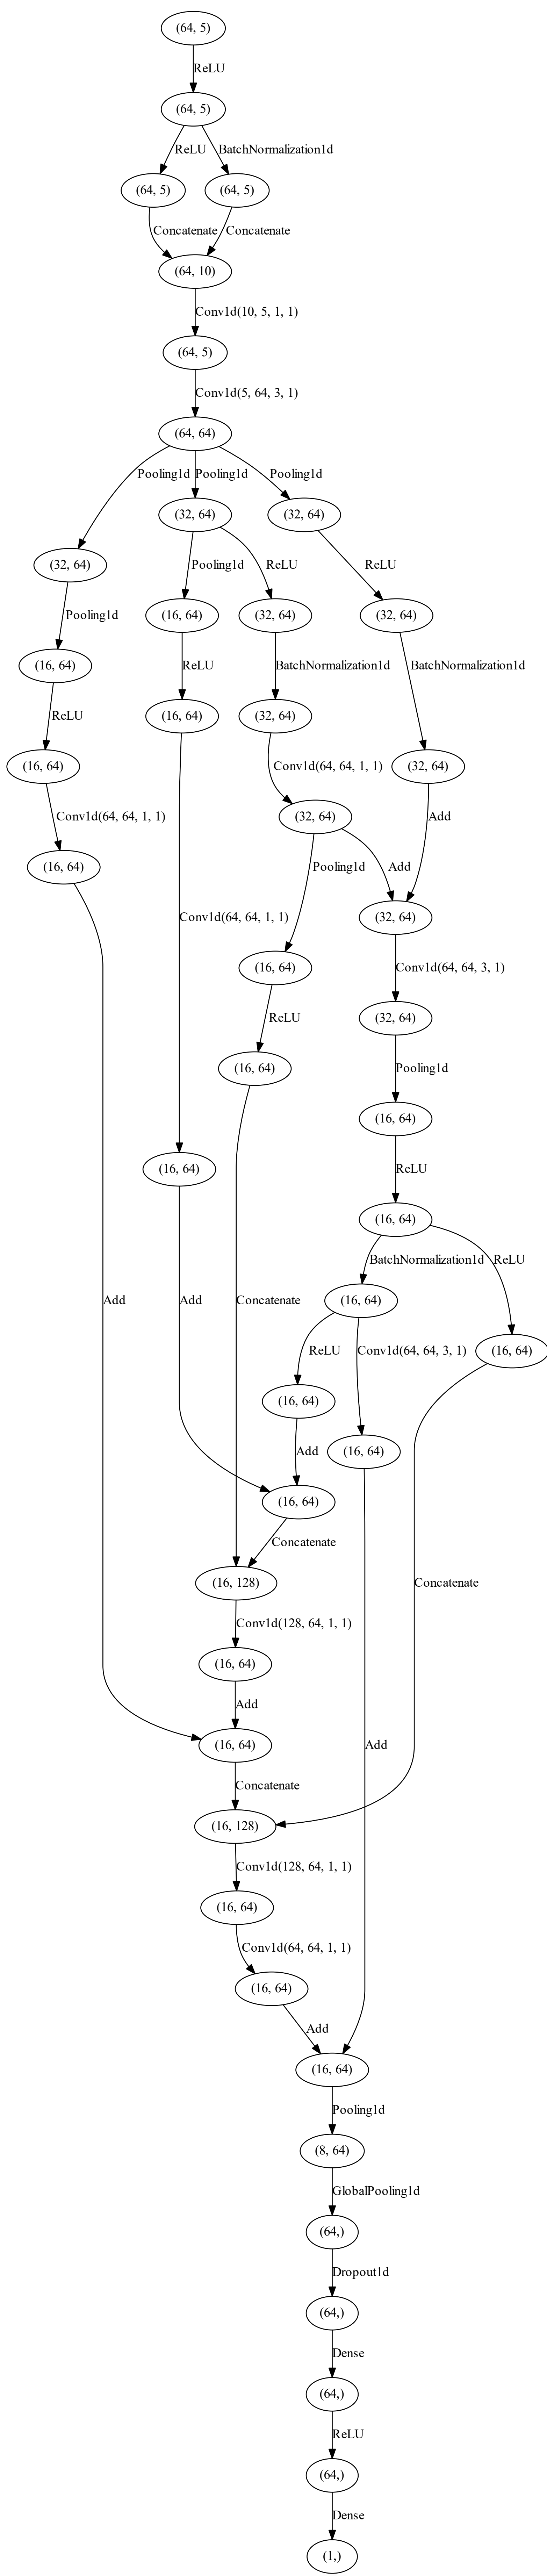 (64, 5)
ReLU
(64, 5)
ReLU BatchNormalization1d
(64, 5) (64, 5)
Concatenate Concatenate
(64, 10)
Conv1d(10, 5, 1, 1)
(64, 5)
Conv1d(5, 64, 3, 1)
(64, 64)
Pooling1d Pooling1d Pooling1d
(32, 64) (32, 64)
(32, 64)
Pooling1d ReLU ReLU
(16, 64) (32, 64) (32, 64)
Pooling1d
(16, 64)
ReLU BatchNormalization1d BatchNormalization1d
(16, 64) (32, 64)
ReLU
(16, 64) Conv1d(64, 64, 1, 1) (32, 64)
Conv1d(64, 64, 1, 1) (32, 64) Add
(16, 64) Pooling1d Add
Conv1d(64, 64, 1, 1) (32, 64)
(16, 64) Conv1d(64, 64, 3, 1)
ReLU (32, 64)
(16, 64) Pooling1d
(16, 64)
(16, 64) ReLU
(16, 64)
BatchNormalization1d ReLU
Add Add Concatenate (16, 64)
ReLU Conv1d(64, 64, 3, 1) (16, 64)
(16, 64)
Add (16, 64)
(16, 64)
Concatenate
(16, 128) Concatenate
Conv1d(128, 64, 1, 1)
(16, 64)
Add
(16, 64) Add
Concatenate
(16, 128)
Conv1d(128, 64, 1, 1)
(16, 64)
Conv1d(64, 64, 1, 1)
(16, 64)
Add
(16, 64)
Pooling1d
(8, 64)
GlobalPooling1d
(64,)
Dropout1d
(64,)
Dense
(64,)
ReLU
(64,)
Dense
(1,)